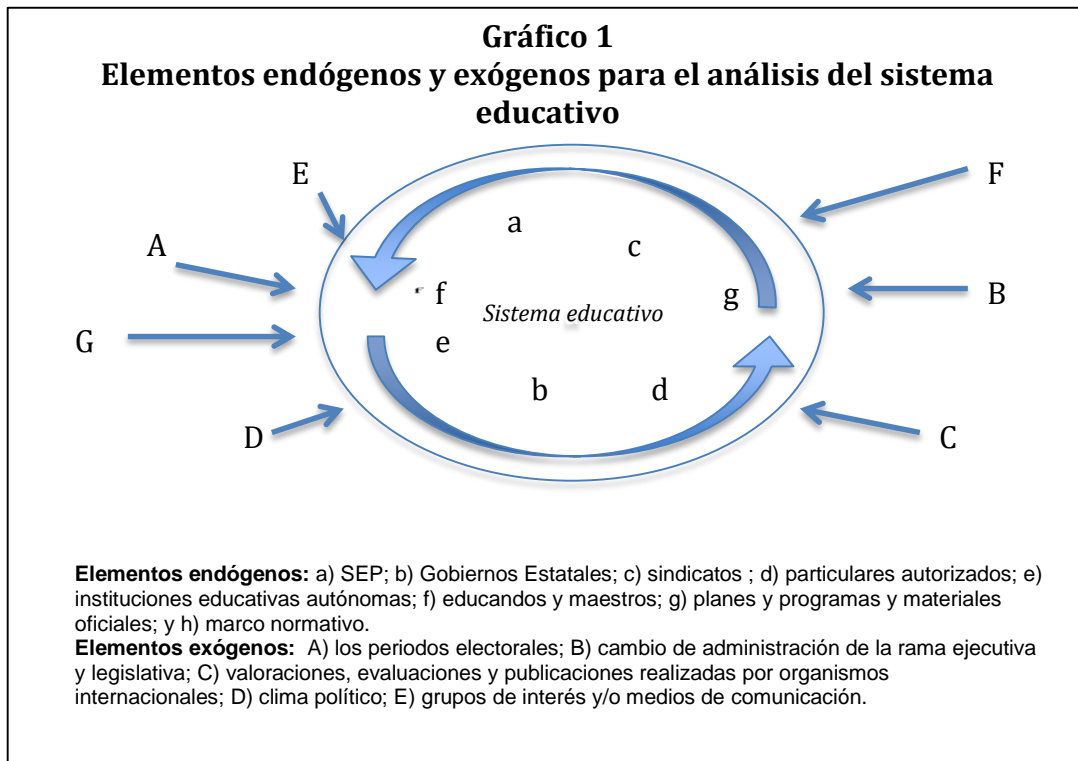 Gráfico 1
Elementos endógenos y exógenos para el análisis del sistema
educativo
E
F
a
c
A
f
g
B
Sistema educativo
G
e
b
d
D
C
Elementos endógenos: a) SEP; b) Gobiernos Estatales; c) sindicatos ; d) particulares autorizados; e)
instituciones educativas autónomas; f) educandos y maestros; g) planes y programas y materiales
oficiales; y h) marco normativo.
Elementos exógenos: A) los periodos electorales; B) cambio de administración de la rama ejecutiva
y legislativa; C) valoraciones, evaluaciones y publicaciones realizadas por organismos
internacionales; D) clima político; E) grupos de interés y/o medios de comunicación.